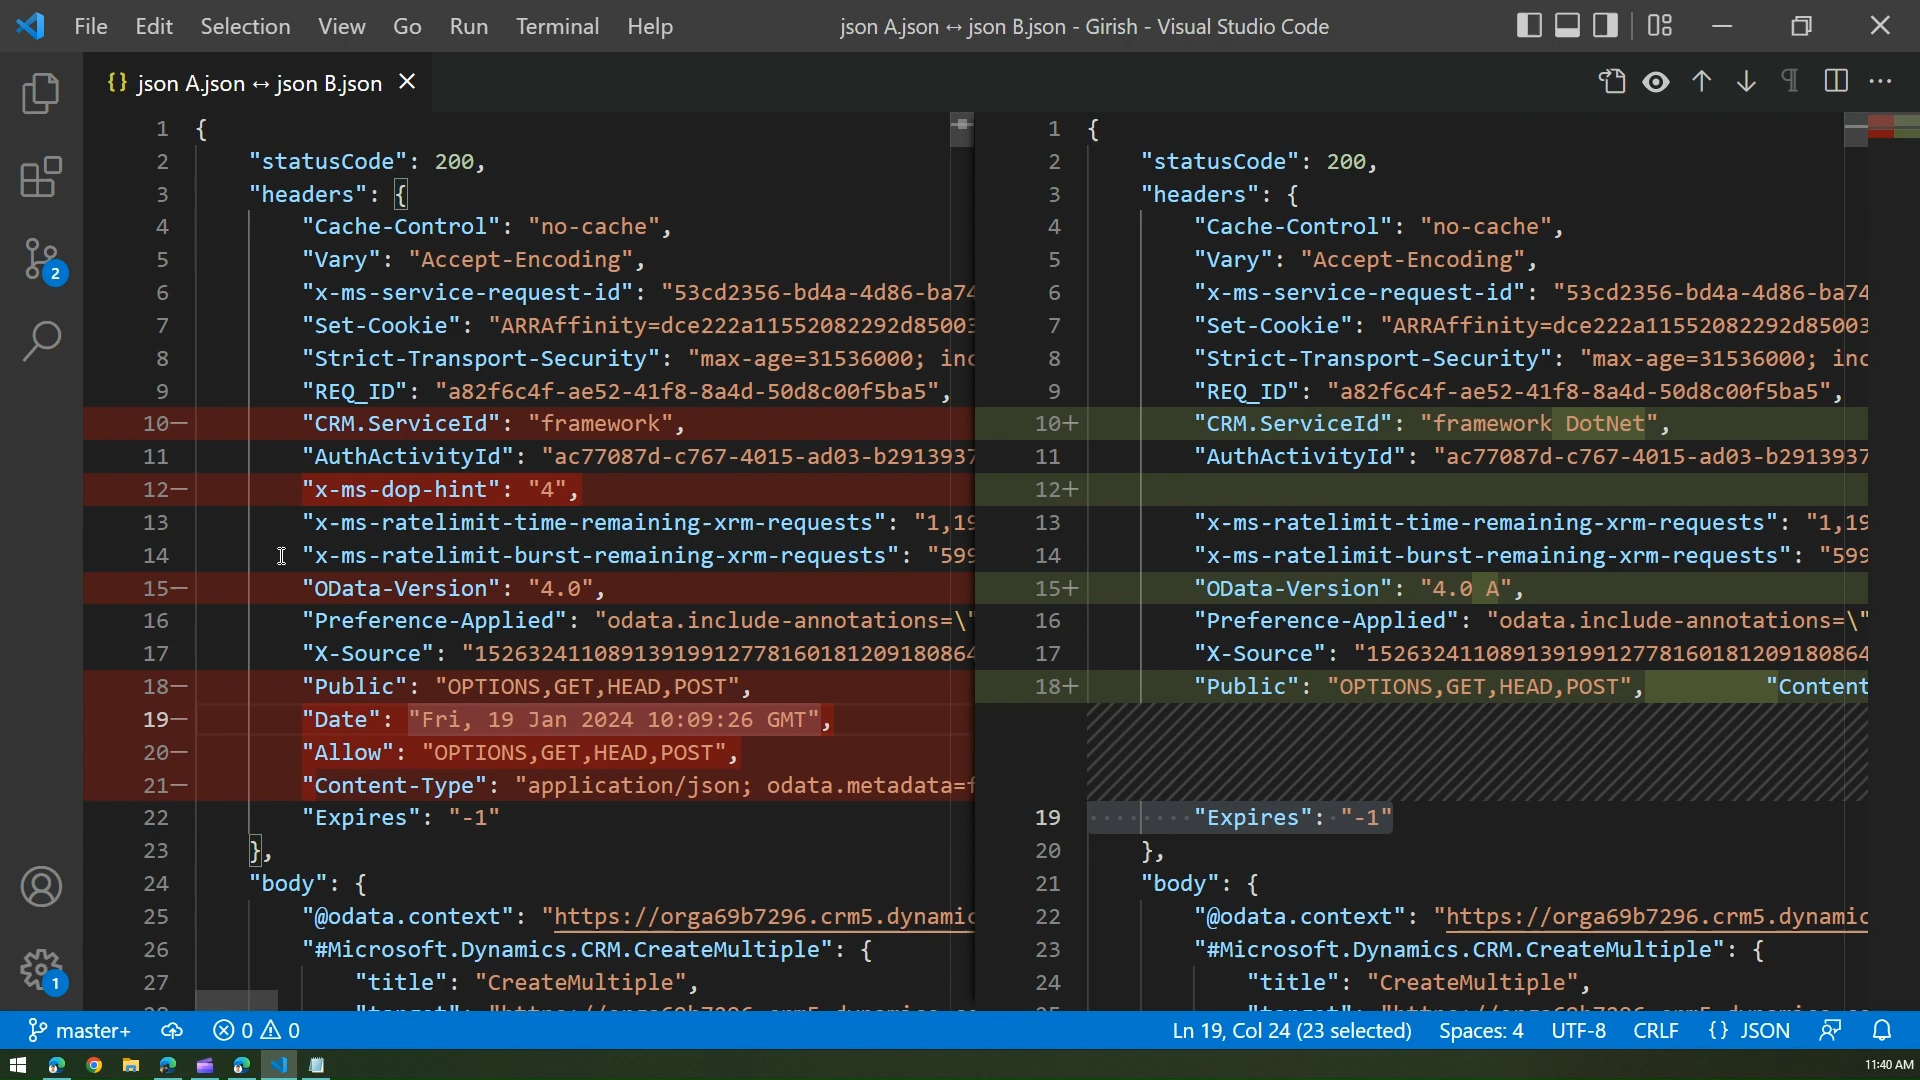 File Edit Selection View Go Run Terminal Help json A.json ↔ json B.json - Girish - Visual Studio Code
{} json A.json ↔ json B.json
1 {
2 "statusCode": 200,
3 "headers": {
4 "Cache-Control": "no-cache",
5 "Vary": "Accept-Encoding",
6 "x-ms-service-request-id": "53cd2356-bd4a-4d86-ba74
7 "Set-Cookie": "ARRAffinity=dce222a11552082292d85003
8 "Strict-Transport-Security": "max-age=31536000; inc
9 "REQ_ID": "a82f6c4f-ae52-41f8-8a4d-50d8c00f5ba5",
10— "CRM.ServiceId": "framework",
11 "AuthActivityId": "ac77087d-c767-4015-ad03-b2913937
12— "x-ms-dop-hint": "4",
13 "x-ms-ratelimit-time-remaining-xrm-requests": "1,19
14 "x-ms-ratelimit-burst-remaining-xrm-requests": "599
15— "OData-Version": "4.0",
16 "Preference-Applied": "odata.include-annotations=\"
17 "X-Source": "15263241108913919912778160181209180864
18— "Public": "OPTIONS,GET,HEAD,POST",
19— "Date": "Fri, 19 Jan 2024 10:09:26 GMT",
20— "Allow": "OPTIONS,GET,HEAD,POST",
21— "Content-Type": "application/json; odata.metadata=f
22 "Expires": "-1"
23 },
24 "body": {
25 "@odata.context": "https://orga69b7296.crm5.dynamic
26 "#Microsoft.Dynamics.CRM.CreateMultiple": {
27 "title": "CreateMultiple",
1 {
2 "statusCode": 200,
3 "headers": {
4 "Cache-Control": "no-cache",
5 "Vary": "Accept-Encoding",
6 "x-ms-service-request-id": "53cd2356-bd4a-4d86-ba74
7 "Set-Cookie": "ARRAffinity=dce222a11552082292d85003
8 "Strict-Transport-Security": "max-age=31536000; inc
9 "REQ_ID": "a82f6c4f-ae52-41f8-8a4d-50d8c00f5ba5",
10+ "CRM.ServiceId": "framework DotNet",
11 "AuthActivityId": "ac77087d-c767-4015-ad03-b2913937
12+
13 "x-ms-ratelimit-time-remaining-xrm-requests": "1,19
14 "x-ms-ratelimit-burst-remaining-xrm-requests": "599
15+ "OData-Version": "4.0 A",
16 "Preference-Applied": "odata.include-annotations=\"
17 "X-Source": "15263241108913919912778160181209180864
18+ "Public": "OPTIONS,GET,HEAD,POST", "Content
19 "Expires": "-1"
20 },
21 "body": {
22 "@odata.context": "https://orga69b7296.crm5.dynamic
23 "#Microsoft.Dynamics.CRM.CreateMultiple": {
24 "title": "CreateMultiple",
2
1
master+ 0 0 Ln 19, Col 24 (23 selected) Spaces: 4 UTF-8 CRLF {} JSON
11:40 AM